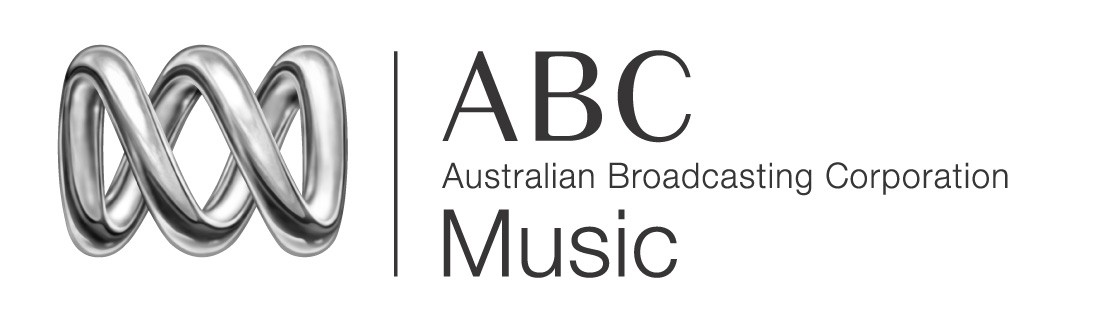 ABC
Australian Broadcasting Corporation
Music